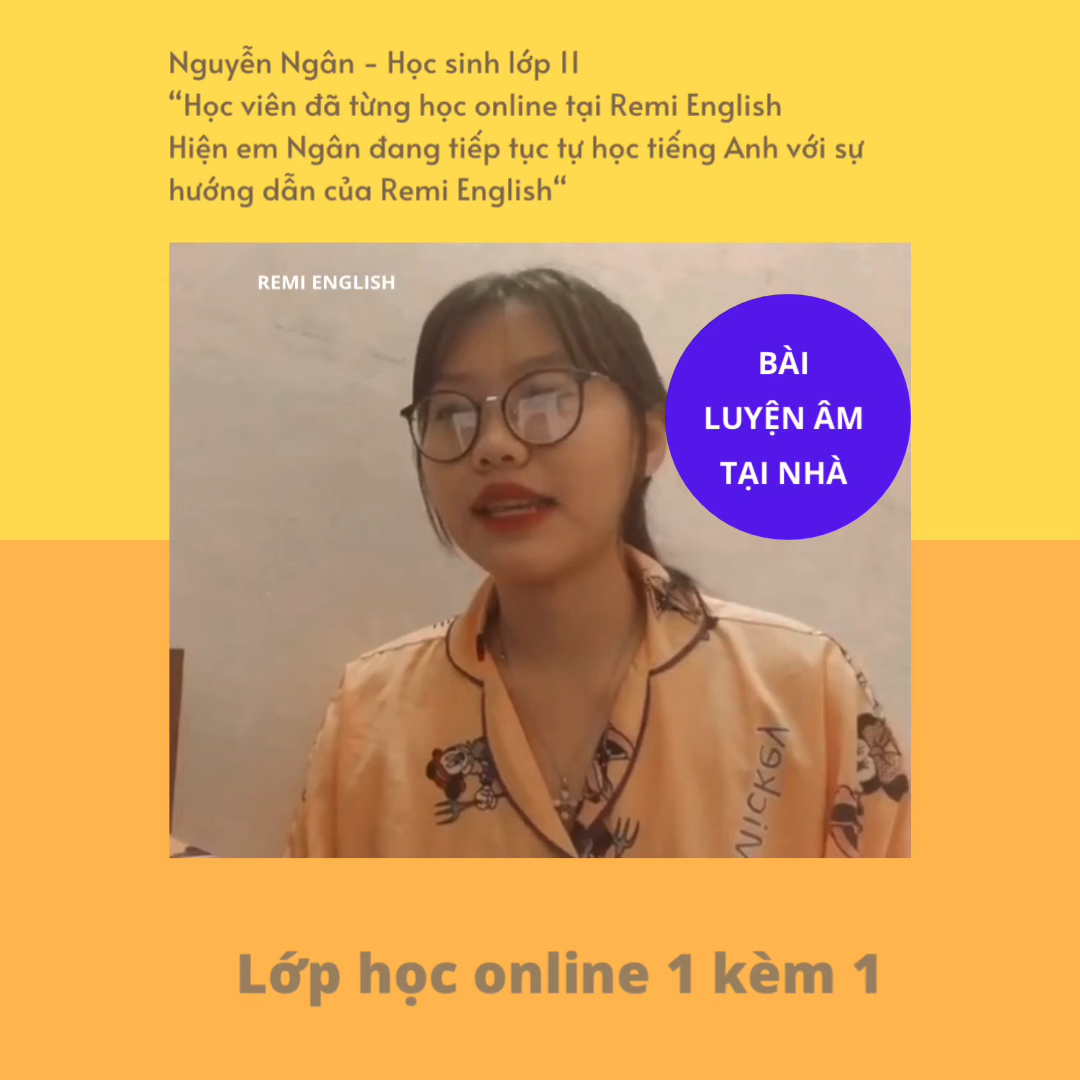 Nguyễn Ngân - Học sinh lớp 11
“Học viên đã từng học online tại Remi English
Hiện em Ngân đang tiếp tục tự học tiếng Anh với sự
hướng dẫn của Remi English“
REMI ENGLISH
BÀI
LUYỆN ÂM
TẠI NHÀ
Mickey
Lớp học online 1 kèm 1